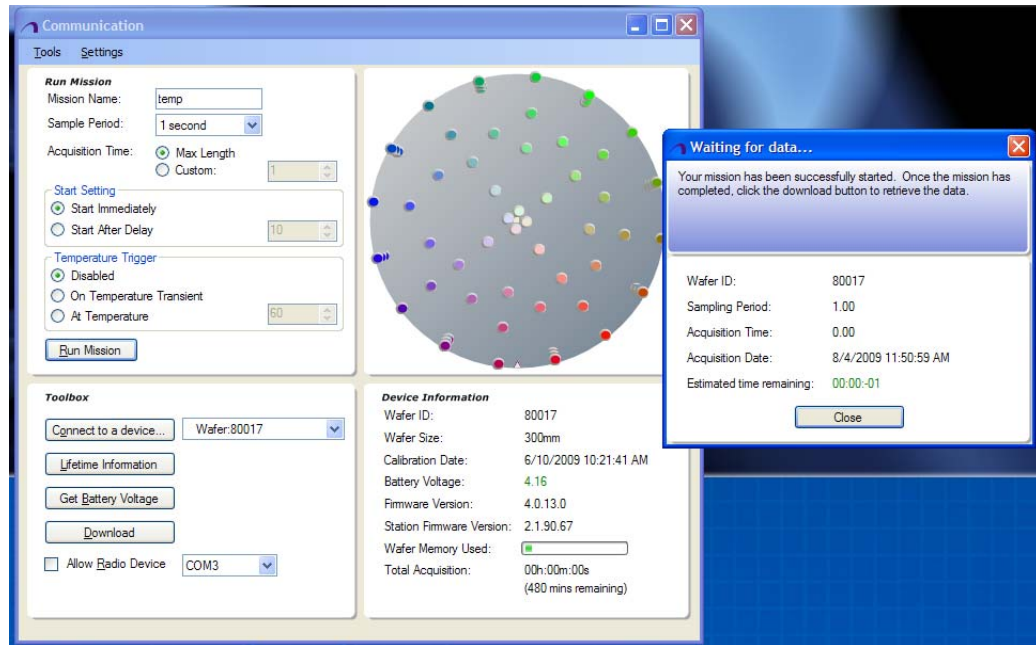 Communication
Tools Settings
Run Mission
Mission Name: temp
Sample Period: 1 second
Acquisition Time: Max Length
Custom: 1
Start Setting
Start Immediately
Start After Delay 10
Temperature Trigger
Disabled
On Temperature Transient
At Temperature 60
Run Mission
Toolbox
Connect to a device... Wafer:80017
Lifetime Information
Get Battery Voltage
Download
Allow Radio Device COM3
Device Information
Wafer ID: 80017
Wafer Size: 300mm
Calibration Date: 6/10/2009 10:21:41 AM
Battery Voltage: 4.16
Firmware Version: 4.0.13.0
Station Firmware Version: 2.1.90.67
Wafer Memory Used:
Total Acquisition: 00h:00m:00s
(480 mins remaining)
Waiting for data...
Your mission has been successfully started. Once the mission has
completed, click the download button to retrieve the data.
Wafer ID: 80017
Sampling Period: 1.00
Acquisition Time: 0.00
Acquisition Date: 8/4/2009 11:50:59 AM
Estimated time remaining: 00:00:-01
Close